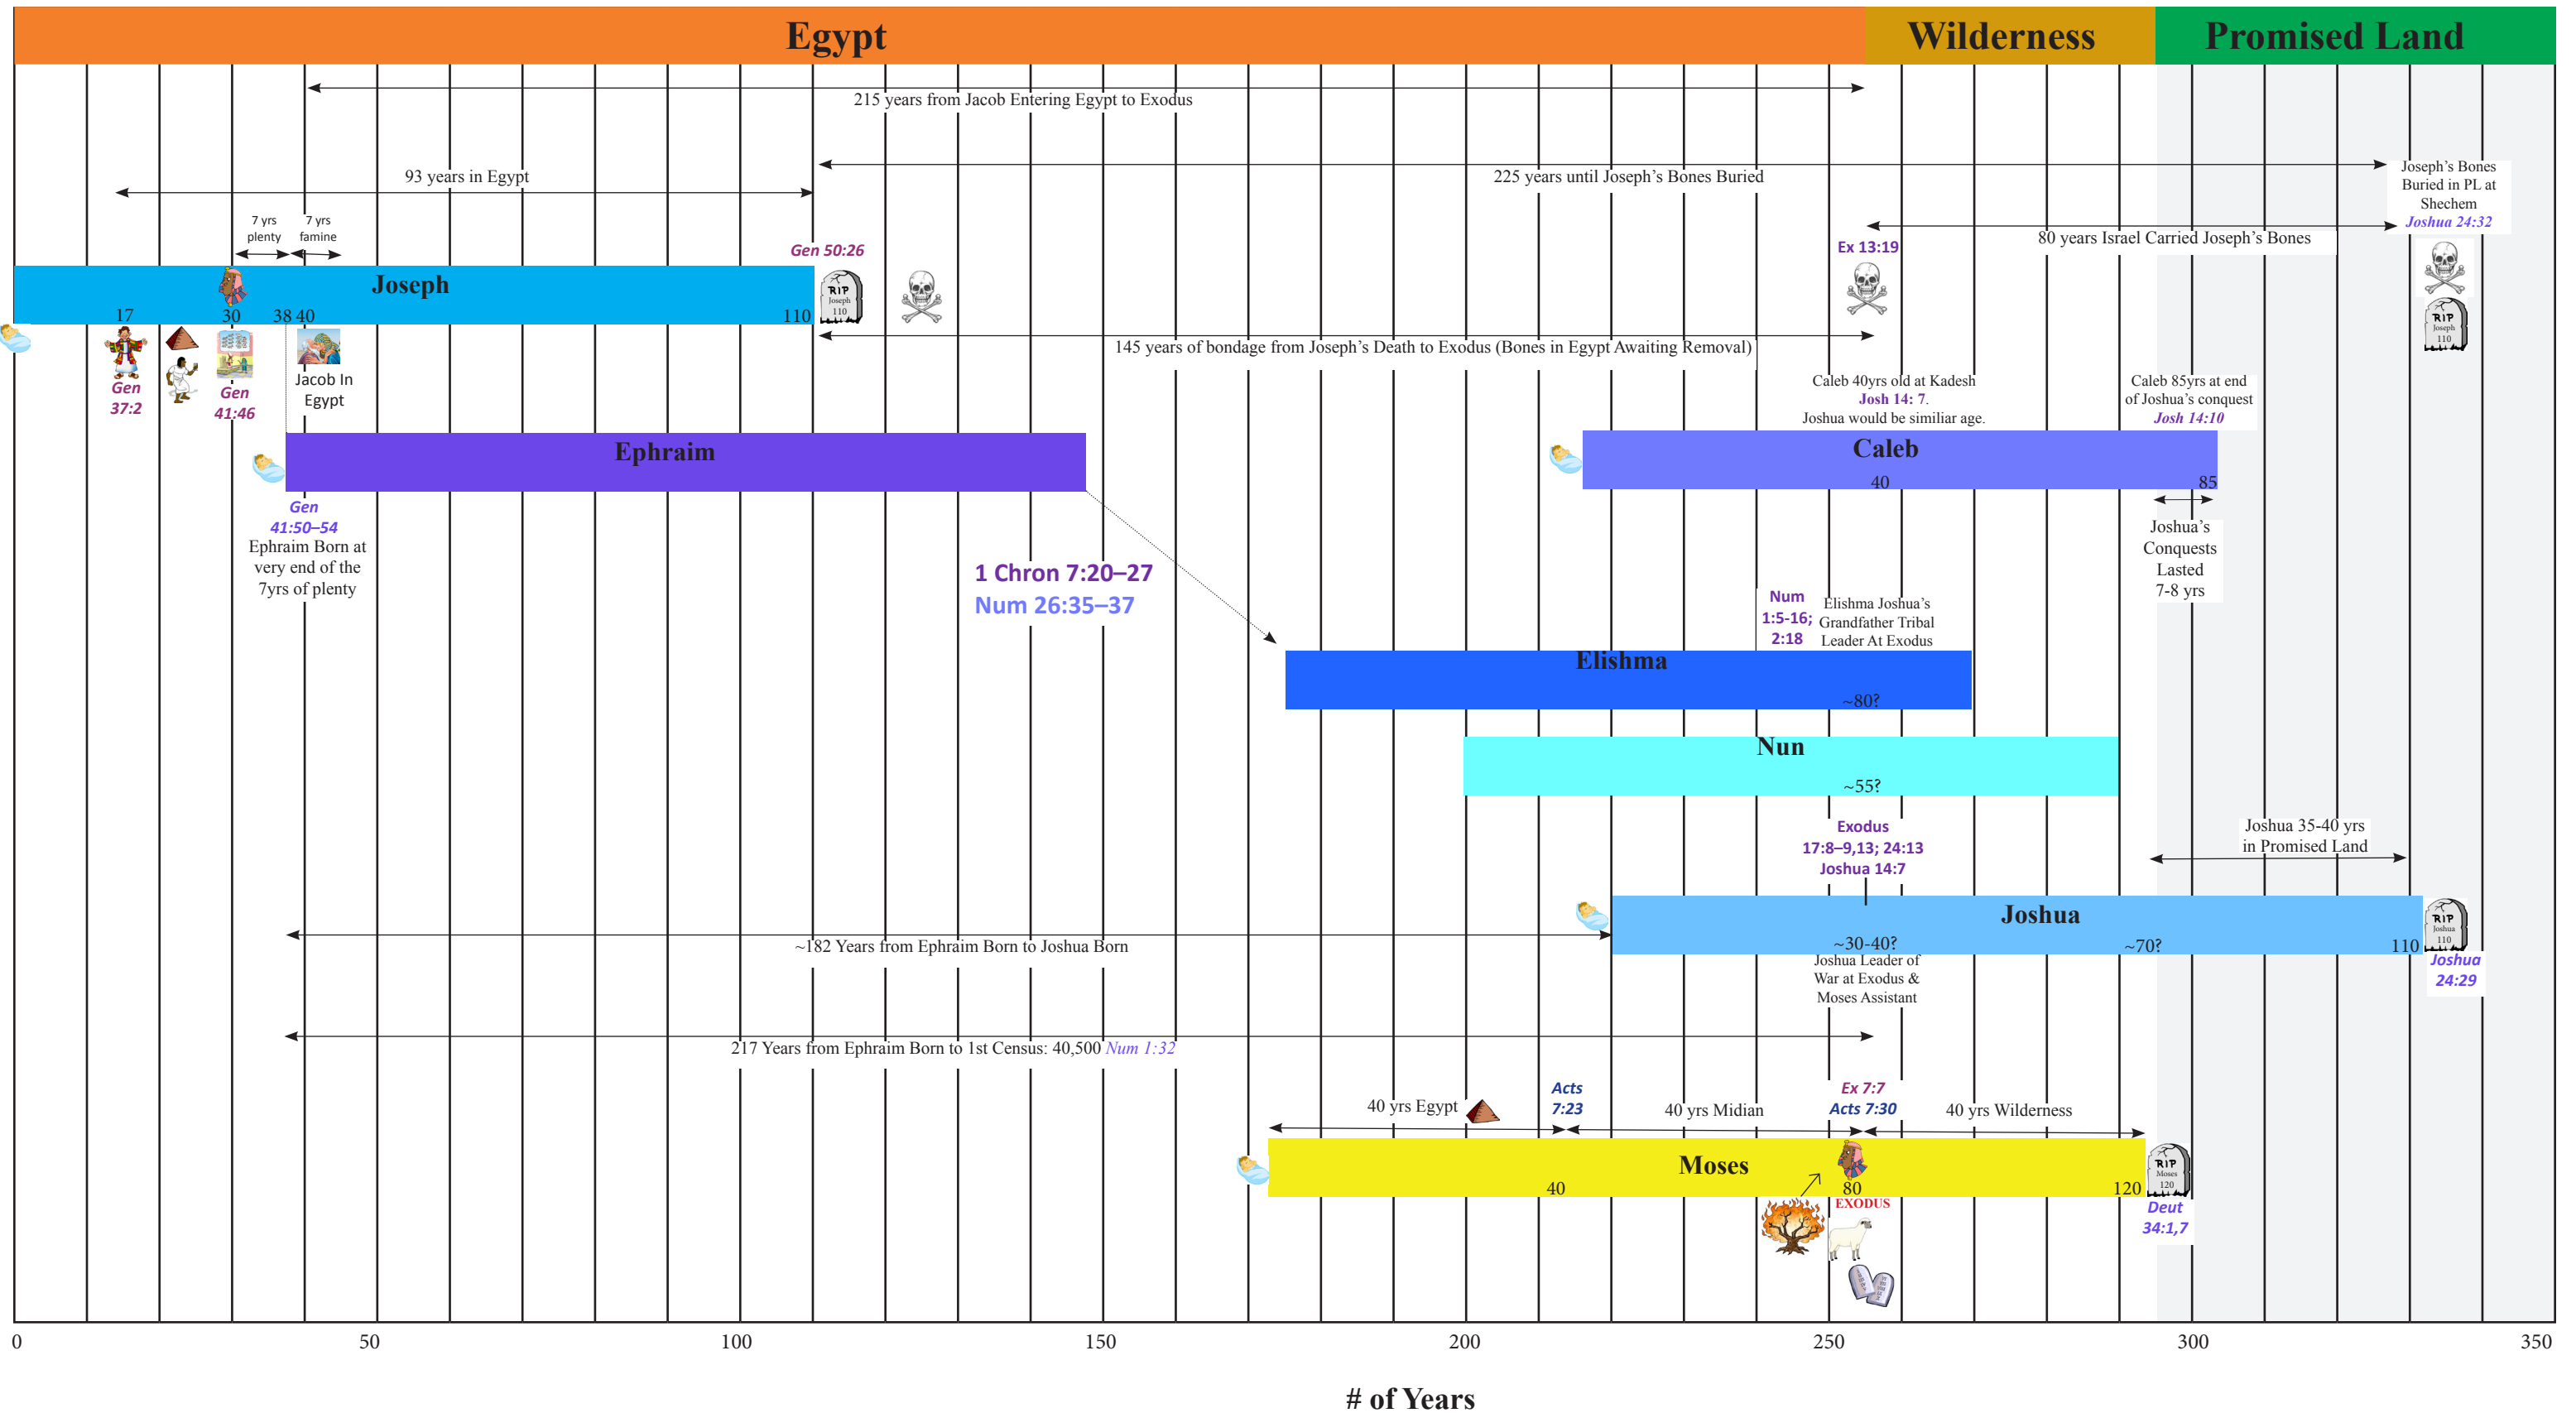 Egypt
Wilderness
Promised Land
215 years from Jacob Entering Egypt to Exodus
93 years in Egypt
225 years until Joseph's Bones Buried
Joseph's Bones
Buried in PL at
Shechem
Joshua 24:32
7 yrs
plenty
7 yrs
famine
80 years Israel Carried Joseph's Bones
Gen 50:26
Ex 13:19
Joseph
17
30
38
40
110
RIP
Joseph
110
RIP
Joseph
110
145 years of bondage from Joseph's Death to Exodus (Bones in Egypt Awaiting Removal)
Gen
37:2
Gen
41:46
Jacob In
Egypt
Caleb 40yrs old at Kadesh
Josh 14: 7.
Joshua would be similiar age.
Caleb 85yrs at end
of Joshua's conquest
Josh 14:10
Ephraim
Caleb
40
85
Gen
41:50–54
Ephraim Born at
very end of the
7yrs of plenty
Joshua's
Conquests
Lasted
7-8 yrs
1 Chron 7:20–27
Num 26:35–37
Num
1:5-16;
2:18
Elishma Joshua's
Grandfather Tribal
Leader At Exodus
Elishma
~80?
Nun
~55?
Exodus
17:8–9,13; 24:13
Joshua 14:7
Joshua 35-40 yrs
in Promised Land
Joshua
~30-40?
~70?
110
RIP
Joshua
110
Joshua
24:29
~182 Years from Ephraim Born to Joshua Born
Joshua Leader of
War at Exodus &
Moses Assistant
217 Years from Ephraim Born to 1st Census: 40,500 Num 1:32
40 yrs Egypt
Acts
7:23
40 yrs Midian
Ex 7:7
Acts 7:30
40 yrs Wilderness
Moses
40
80
120
RIP
Moses
120
EXODUS
Deut
34:1,7
0
50
100
150
200
250
300
350
# of Years